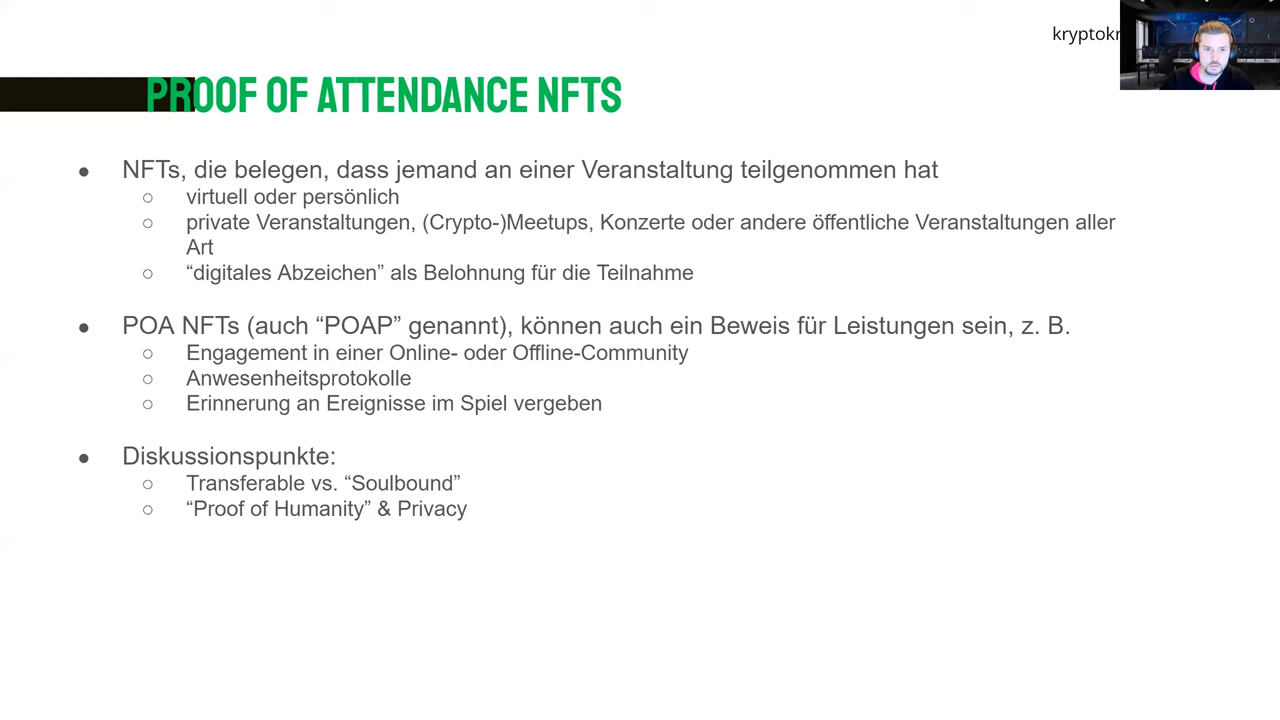 PROOF OF ATTENDANCE NFTS
● NFTs, die belegen, dass jemand an einer Veranstaltung teilgenommen hat
○ virtuell oder persönlich
○ private Veranstaltungen, (Crypto-)Meetups, Konzerte oder andere öffentliche Veranstaltungen aller
Art
○ “digitales Abzeichen” als Belohnung für die Teilnahme
● POA NFTs (auch “POAP” genannt), können auch ein Beweis für Leistungen sein, z. B.
○ Engagement in einer Online- oder Offline-Community
○ Anwesenheitsprotokolle
○ Erinnerung an Ereignisse im Spiel vergeben
● Diskussionspunkte:
○ Transferable vs. “Soulbound”
○ “Proof of Humanity” & Privacy